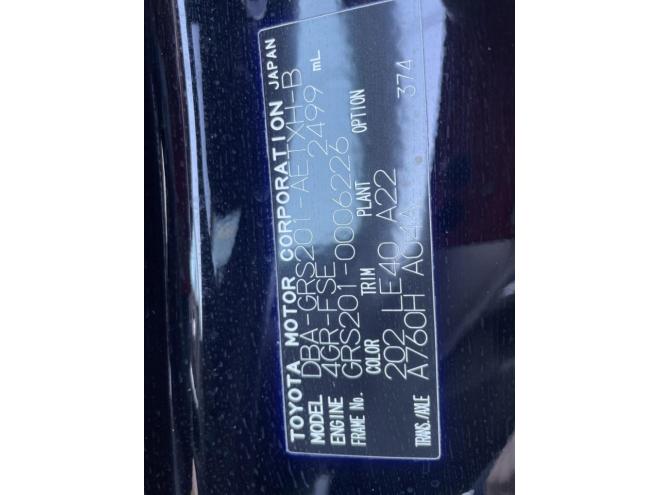 TOYOTA MOTOR CORPORATION JAPAN
MODEL DBA-GRS201-AETXH-B
ENGINE 4GR-FSE 2499 mL
FRAME No. GRS201-0006226
COLOR TRIM PLANT OPTION
202 LE40 A22 374
TRANS./AXLE A760H A04A